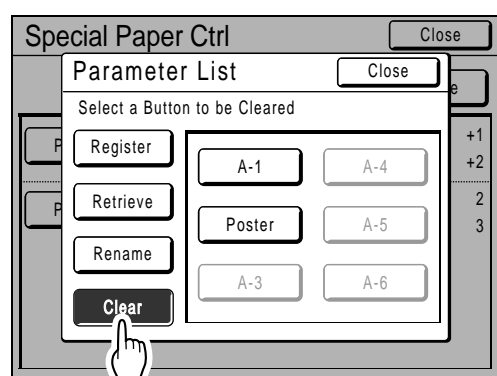 Special Paper Ctrl
Close
Parameter List
Close
e
Select a Button to be Cleared
P
Register
A-1
A-4
+1
+2
P
Retrieve
Poster
A-5
2
3
Rename
A-3
A-6
Clear